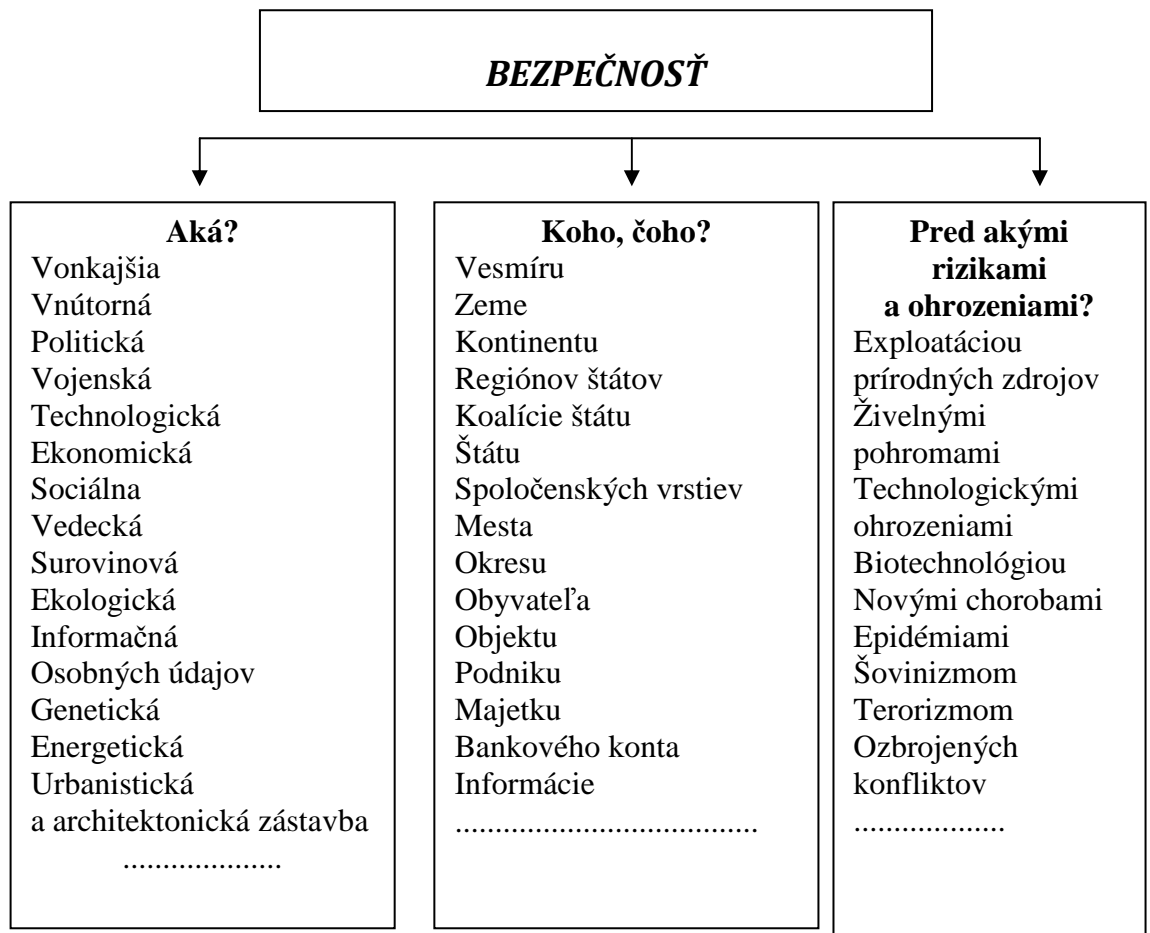 BEZPEČNOSŤ
Aká?
Vonkajšia
Vnútorná
Politická
Vojenská
Technologická
Ekonomická
Sociálna
Vedecká
Surovinová
Ekologická
Informačná
Osobných údajov
Genetická
Energetická
Urbanistická
a architektonická zástavba
....................
Koho, čoho?
Vesmíru
Zeme
Kontinentu
Regiónov štátov
Koalície štátu
Štátu
Spoločenských vrstiev
Mesta
Okresu
Obyvateľa
Objektu
Podniku
Majetku
Bankového konta
Informácie
......................................
Pred akými
rizikami
a ohrozeniami?
Exploatáciou
prírodných zdrojov
Živelnými
pohromami
Technologickými
ohrozeniami
Biotechnológiou
Novými chorobami
Epidémiami
Šovinizmom
Terorizmom
Ozbrojených
konfliktov
...................